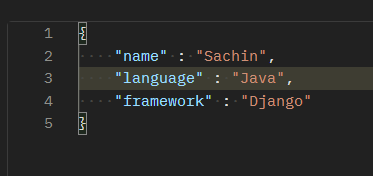 1 {
2 "name" : "Sachin",
3 "language" : "Java",
4 "framework" : "Django"
5 }